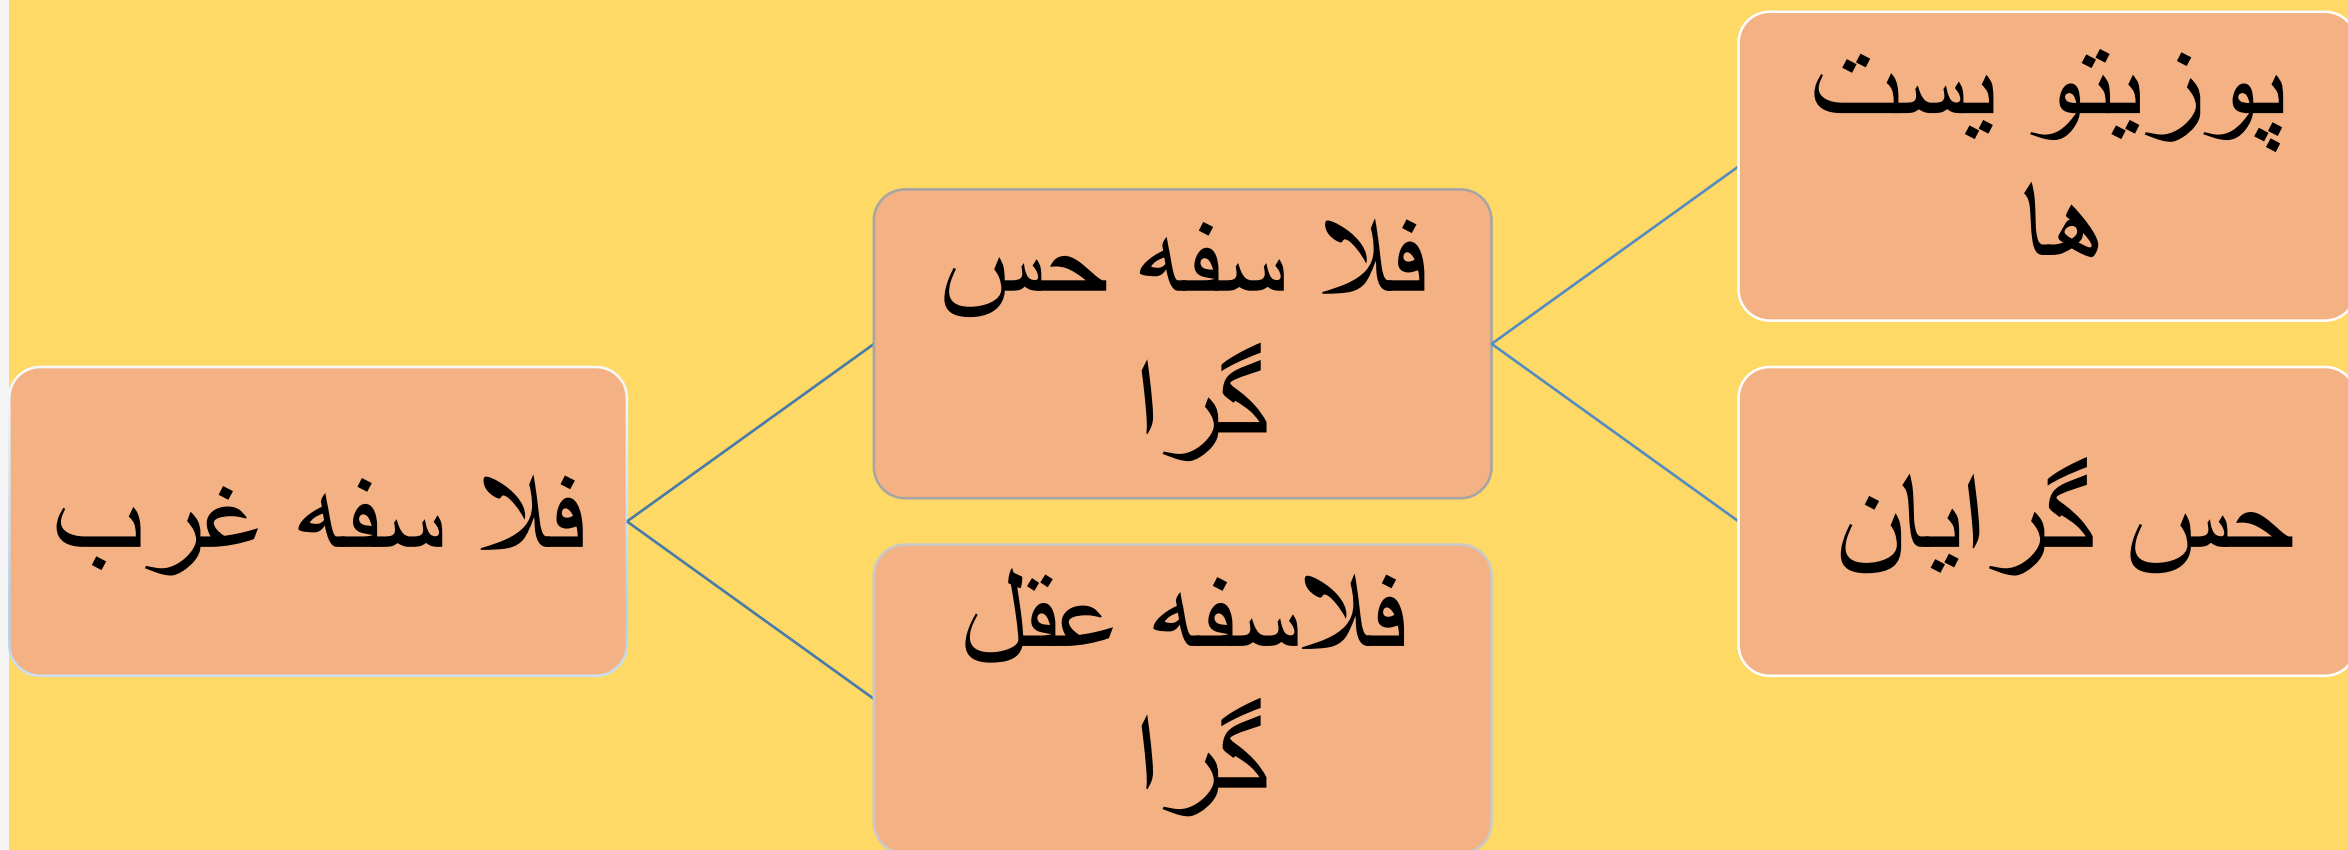 فلا سفه غرب
فلا سفه حس
گرا
فلاسفه عقل
گرا
پوزیتو یست
ها
حس گرایان